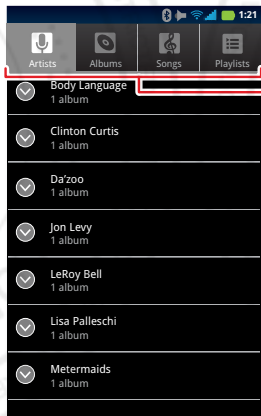 1:21
Artists Albums Songs Playlists
Body Language
1 album
Clinton Curtis
1 album
Da'zoo
1 album
Jon Levy
1 album
LeRoy Bell
1 album
Lisa Palleschi
1 album
Metermaids
1 album